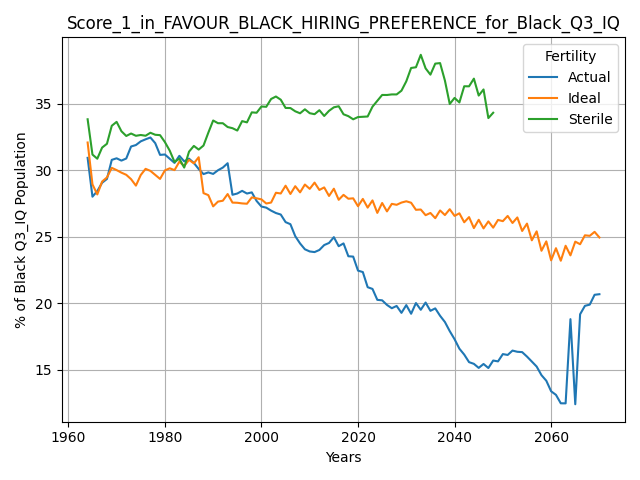 Score_1_in_FAVOUR_BLACK_HIRING_PREFERENCE_for_Black_Q3_IQ
% of Black Q3_IQ Population
35
30
25
20
15
Fertility
Actual
Ideal
Sterile
1960 1980 2000 2020 2040 2060
Years